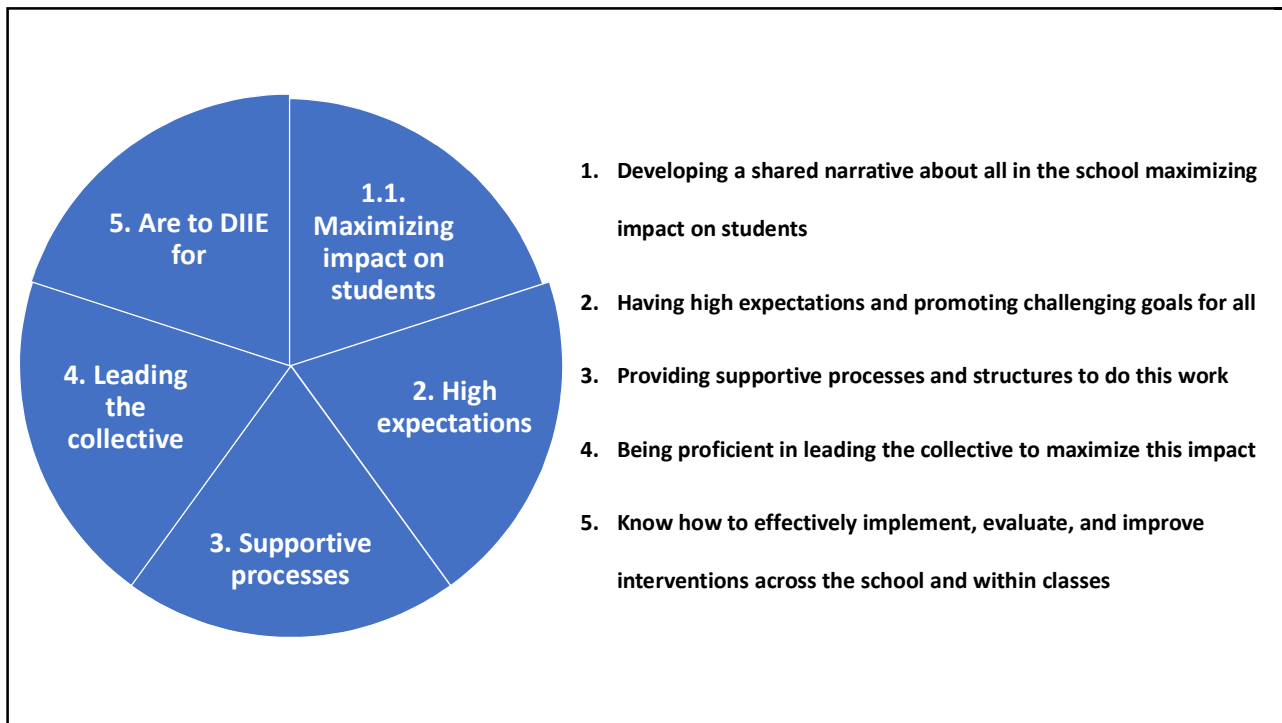 1.1.
Maximizing
impact on
students
2. High
expectations
3. Supportive
processes
4. Leading
the
collective
5. Are to DIIE
for
1. Developing a shared narrative about all in the school maximizing
impact on students
2. Having high expectations and promoting challenging goals for all
3. Providing supportive processes and structures to do this work
4. Being proficient in leading the collective to maximize this impact
5. Know how to effectively implement, evaluate, and improve
interventions across the school and within classes